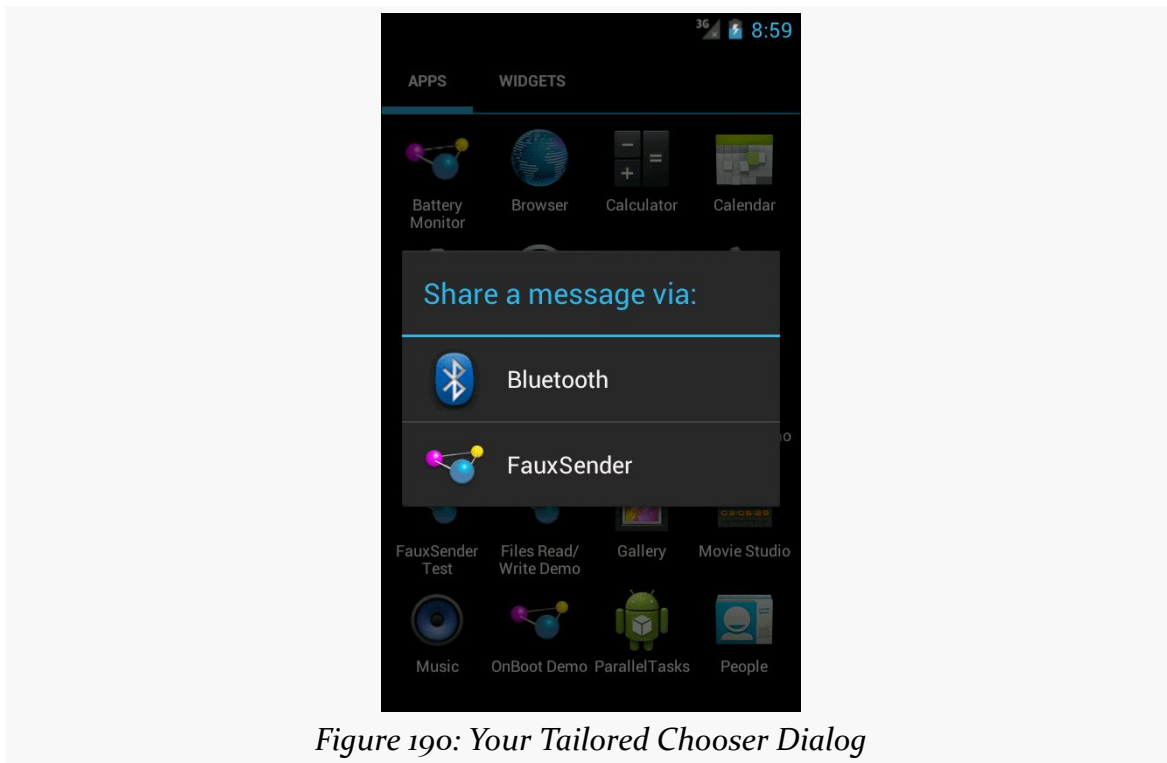 3G 8:59
APPS WIDGETS
Battery Browser Calculator Calendar
Monitor
Share a message via:
Bluetooth
FauxSender
FauxSender Files Read/ Gallery Movie Studio
Test Write Demo
Music OnBoot Demo ParallelTasks People
Figure 190: Your Tailored Chooser Dialog